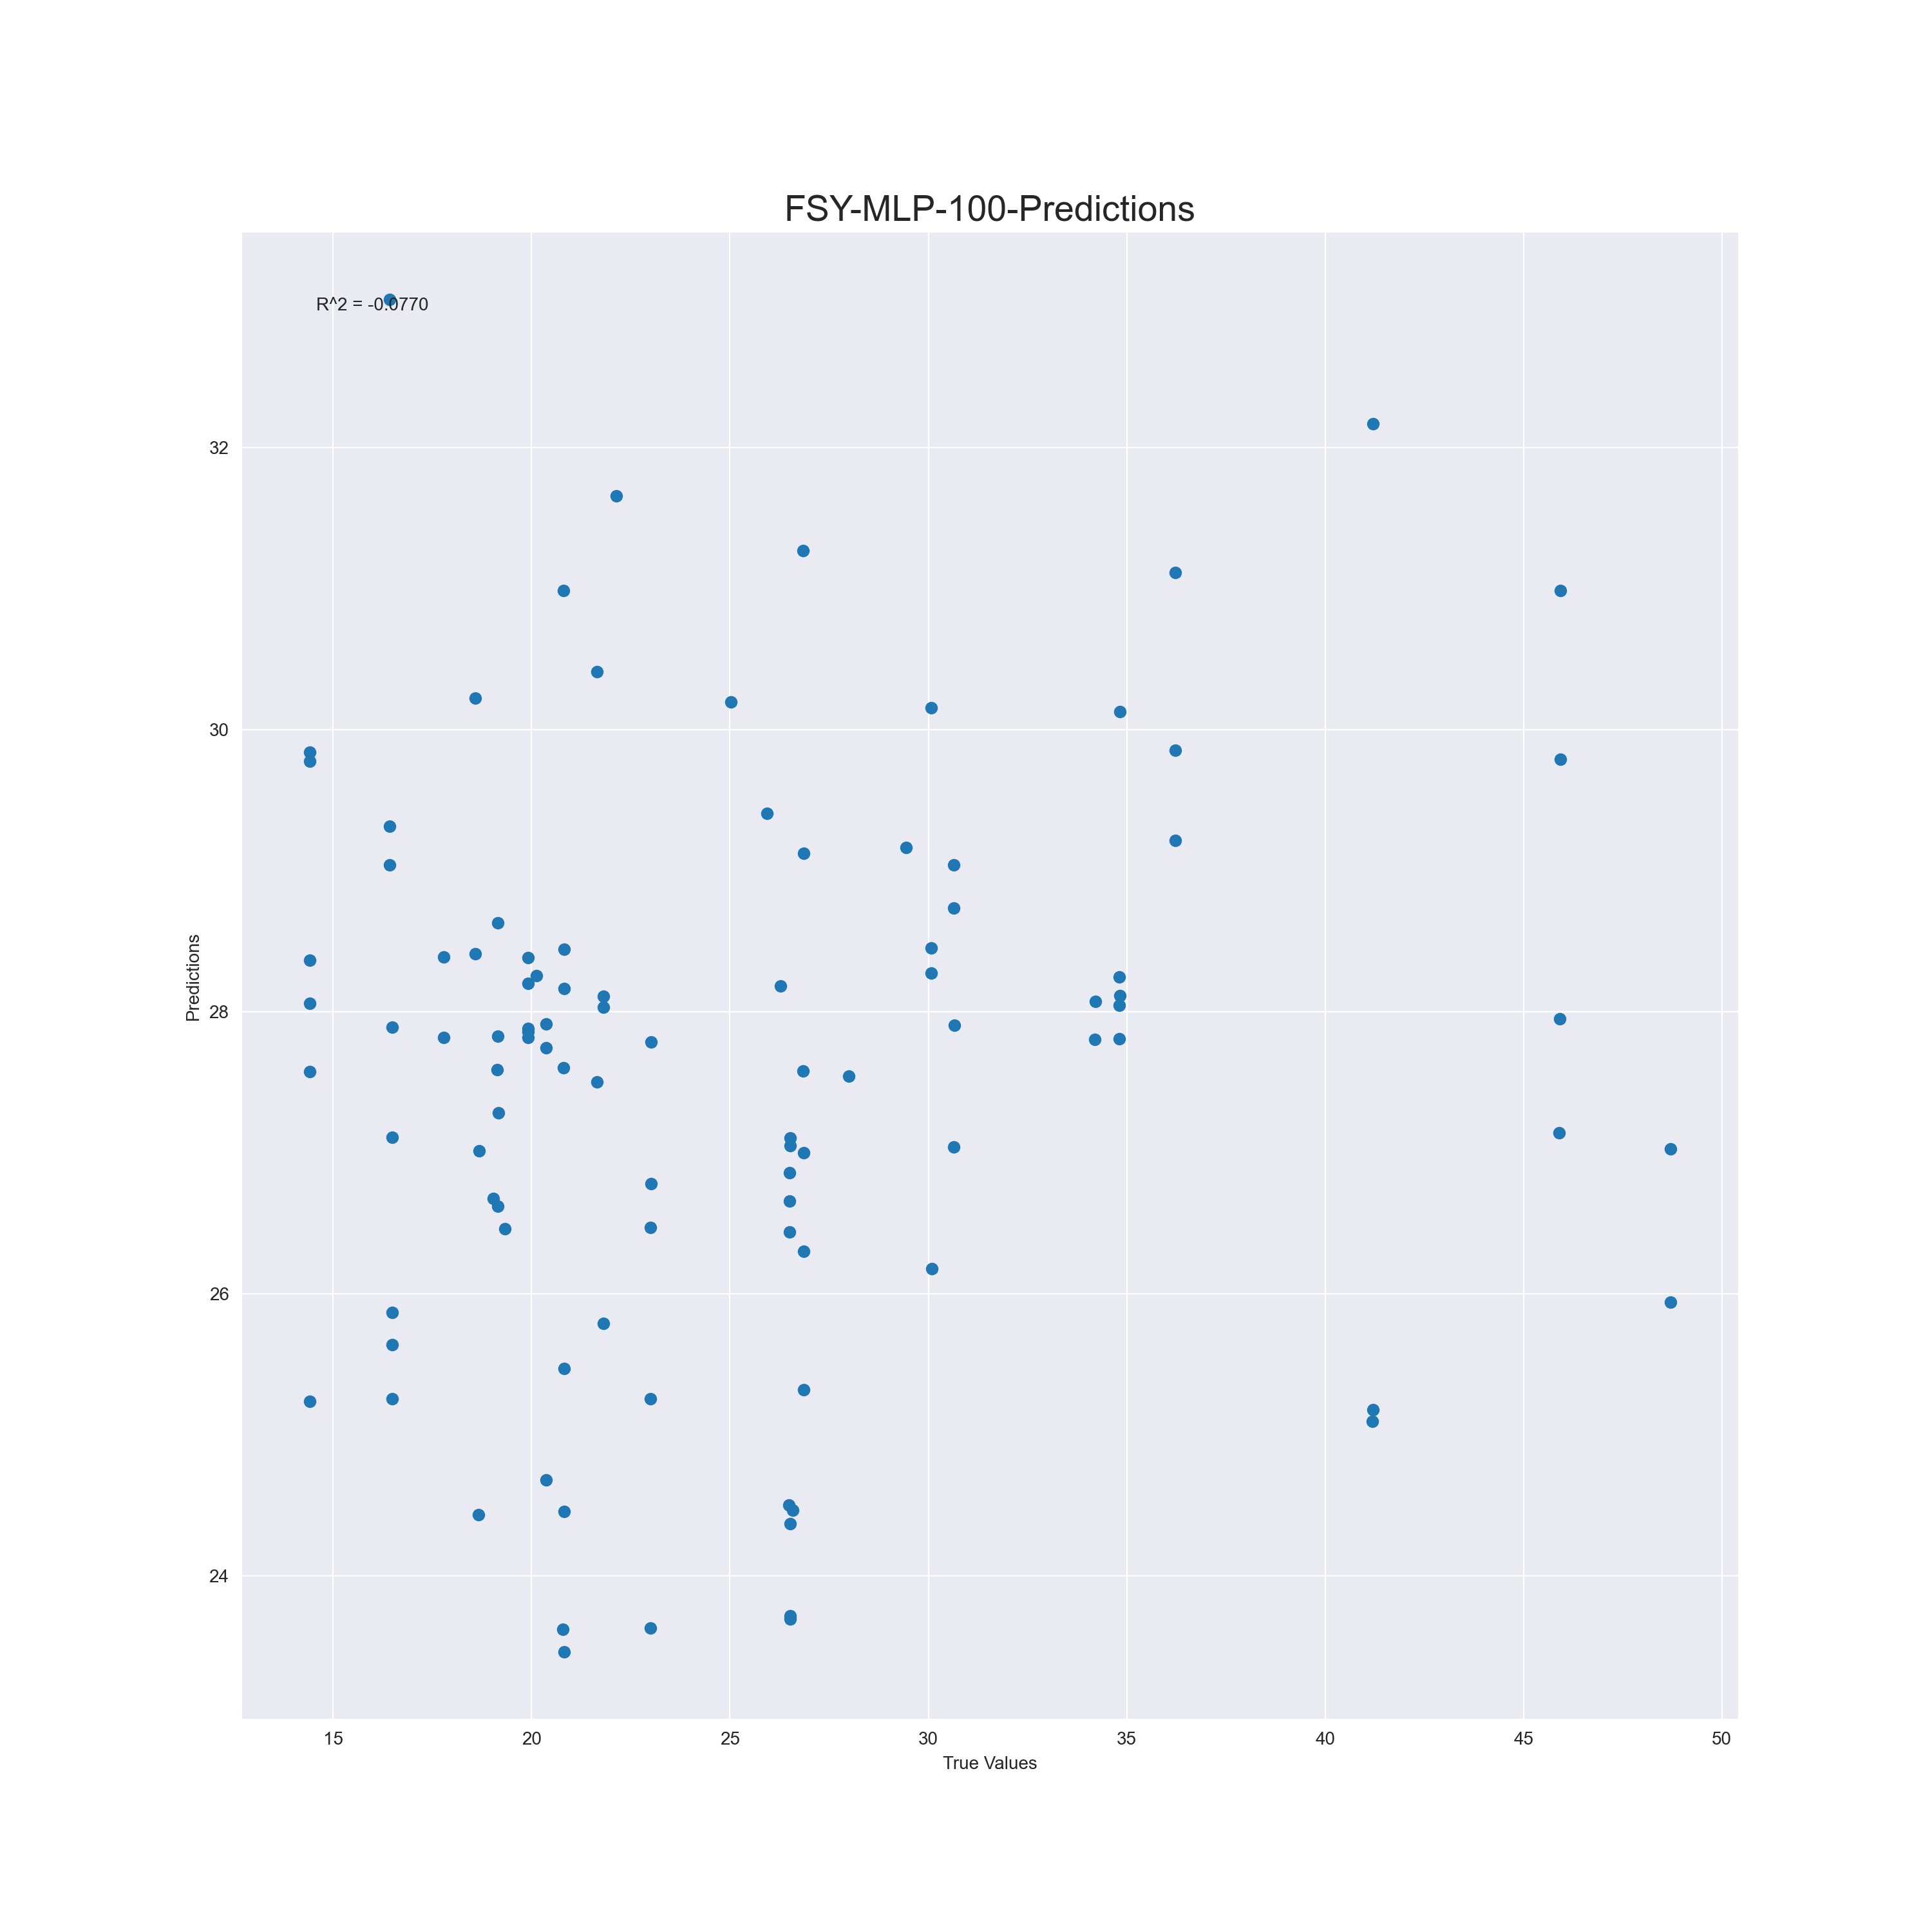 FSY-MLP-100-Predictions
R^2 = -0.0770
32
30
28
26
24
Predictions
15 20 25 30 35 40 45 50
True Values